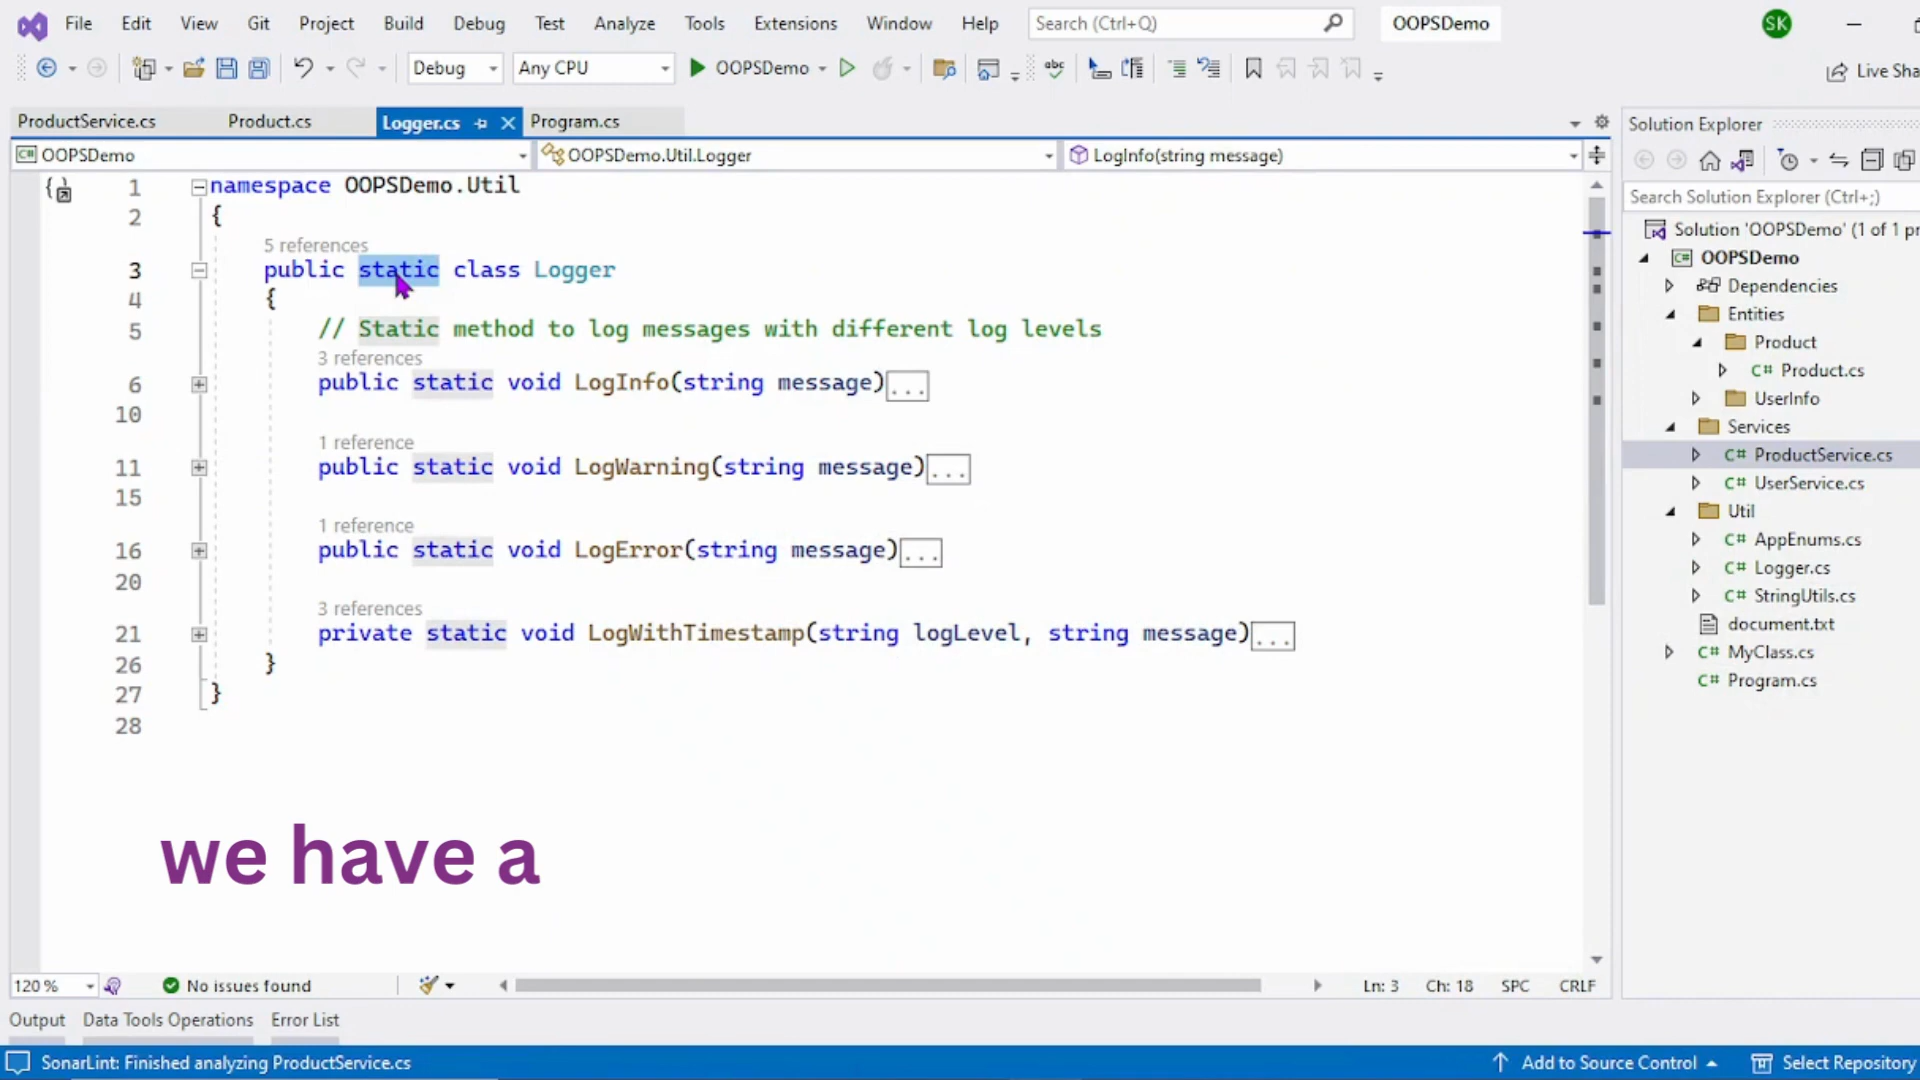 File Edit View Git Project Build Debug Test Analyze Tools Extensions Window Help Search (Ctrl+Q) OOPSDemo SK
Debug Any CPU OOPSDemo abc Live Sha
ProductService.cs Product.cs Logger.cs Program.cs
C# OOPSDemo OOPSDemo.Util.Logger LogInfo(string message)
1 namespace OOPSDemo.Util
2 {
5 references
3 public static class Logger
4 {
5 // Static method to log messages with different log levels
3 references
6 public static void LogInfo(string message)...
10
1 reference
11 public static void LogWarning(string message)...
15
1 reference
16 public static void LogError(string message)...
20
3 references
21 private static void LogWithTimestamp(string logLevel, string message)...
26 }
27 }
28
we have a
120 % No issues found Ln: 3 Ch: 18 SPC CRLF
Output Data Tools Operations Error List
SonarLint: Finished analyzing ProductService.cs Add to Source Control Select Repository
Solution Explorer
Search Solution Explorer (Ctrl+;)
Solution 'OOPSDemo' (1 of 1 pr
C# OOPSDemo
Dependencies
Entities
Product
C# Product.cs
UserInfo
Services
C# ProductService.cs
C# UserService.cs
Util
C# AppEnums.cs
C# Logger.cs
C# StringUtils.cs
document.txt
C# MyClass.cs
C# Program.cs